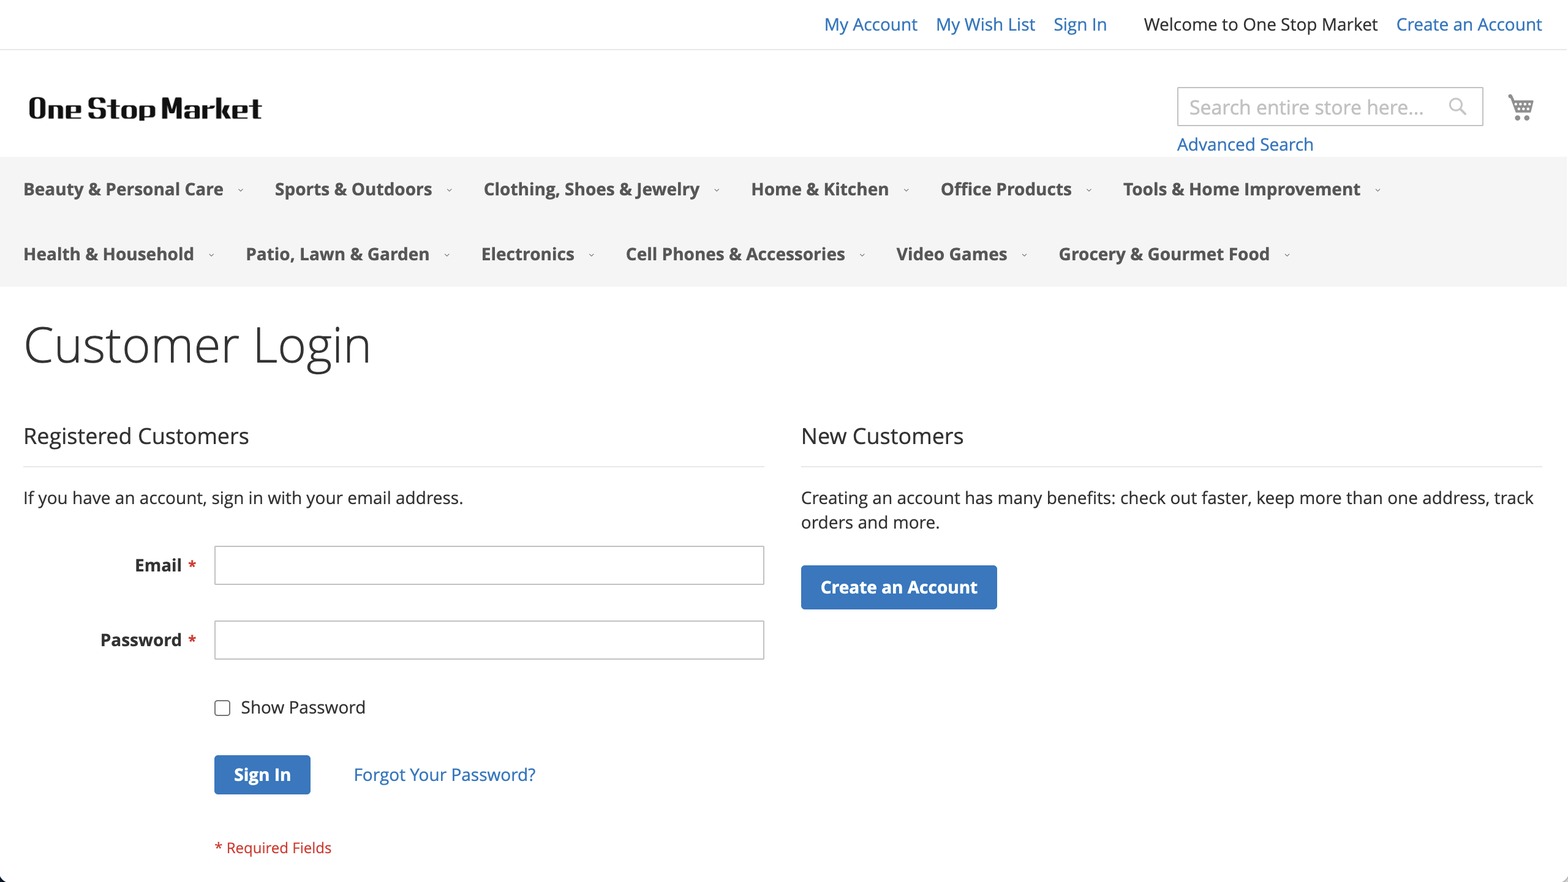 My Account My Wish List Sign In Welcome to One Stop Market Create an Account
One Stop Market
Search entire store here...
Advanced Search
Beauty & Personal Care Sports & Outdoors Clothing, Shoes & Jewelry Home & Kitchen Office Products Tools & Home Improvement
Health & Household Patio, Lawn & Garden Electronics Cell Phones & Accessories Video Games Grocery & Gourmet Food
Customer Login
Registered Customers
If you have an account, sign in with your email address.
Email *
Password *
Show Password
Sign In Forgot Your Password?
* Required Fields
New Customers
Creating an account has many benefits: check out faster, keep more than one address, track
orders and more.
Create an Account